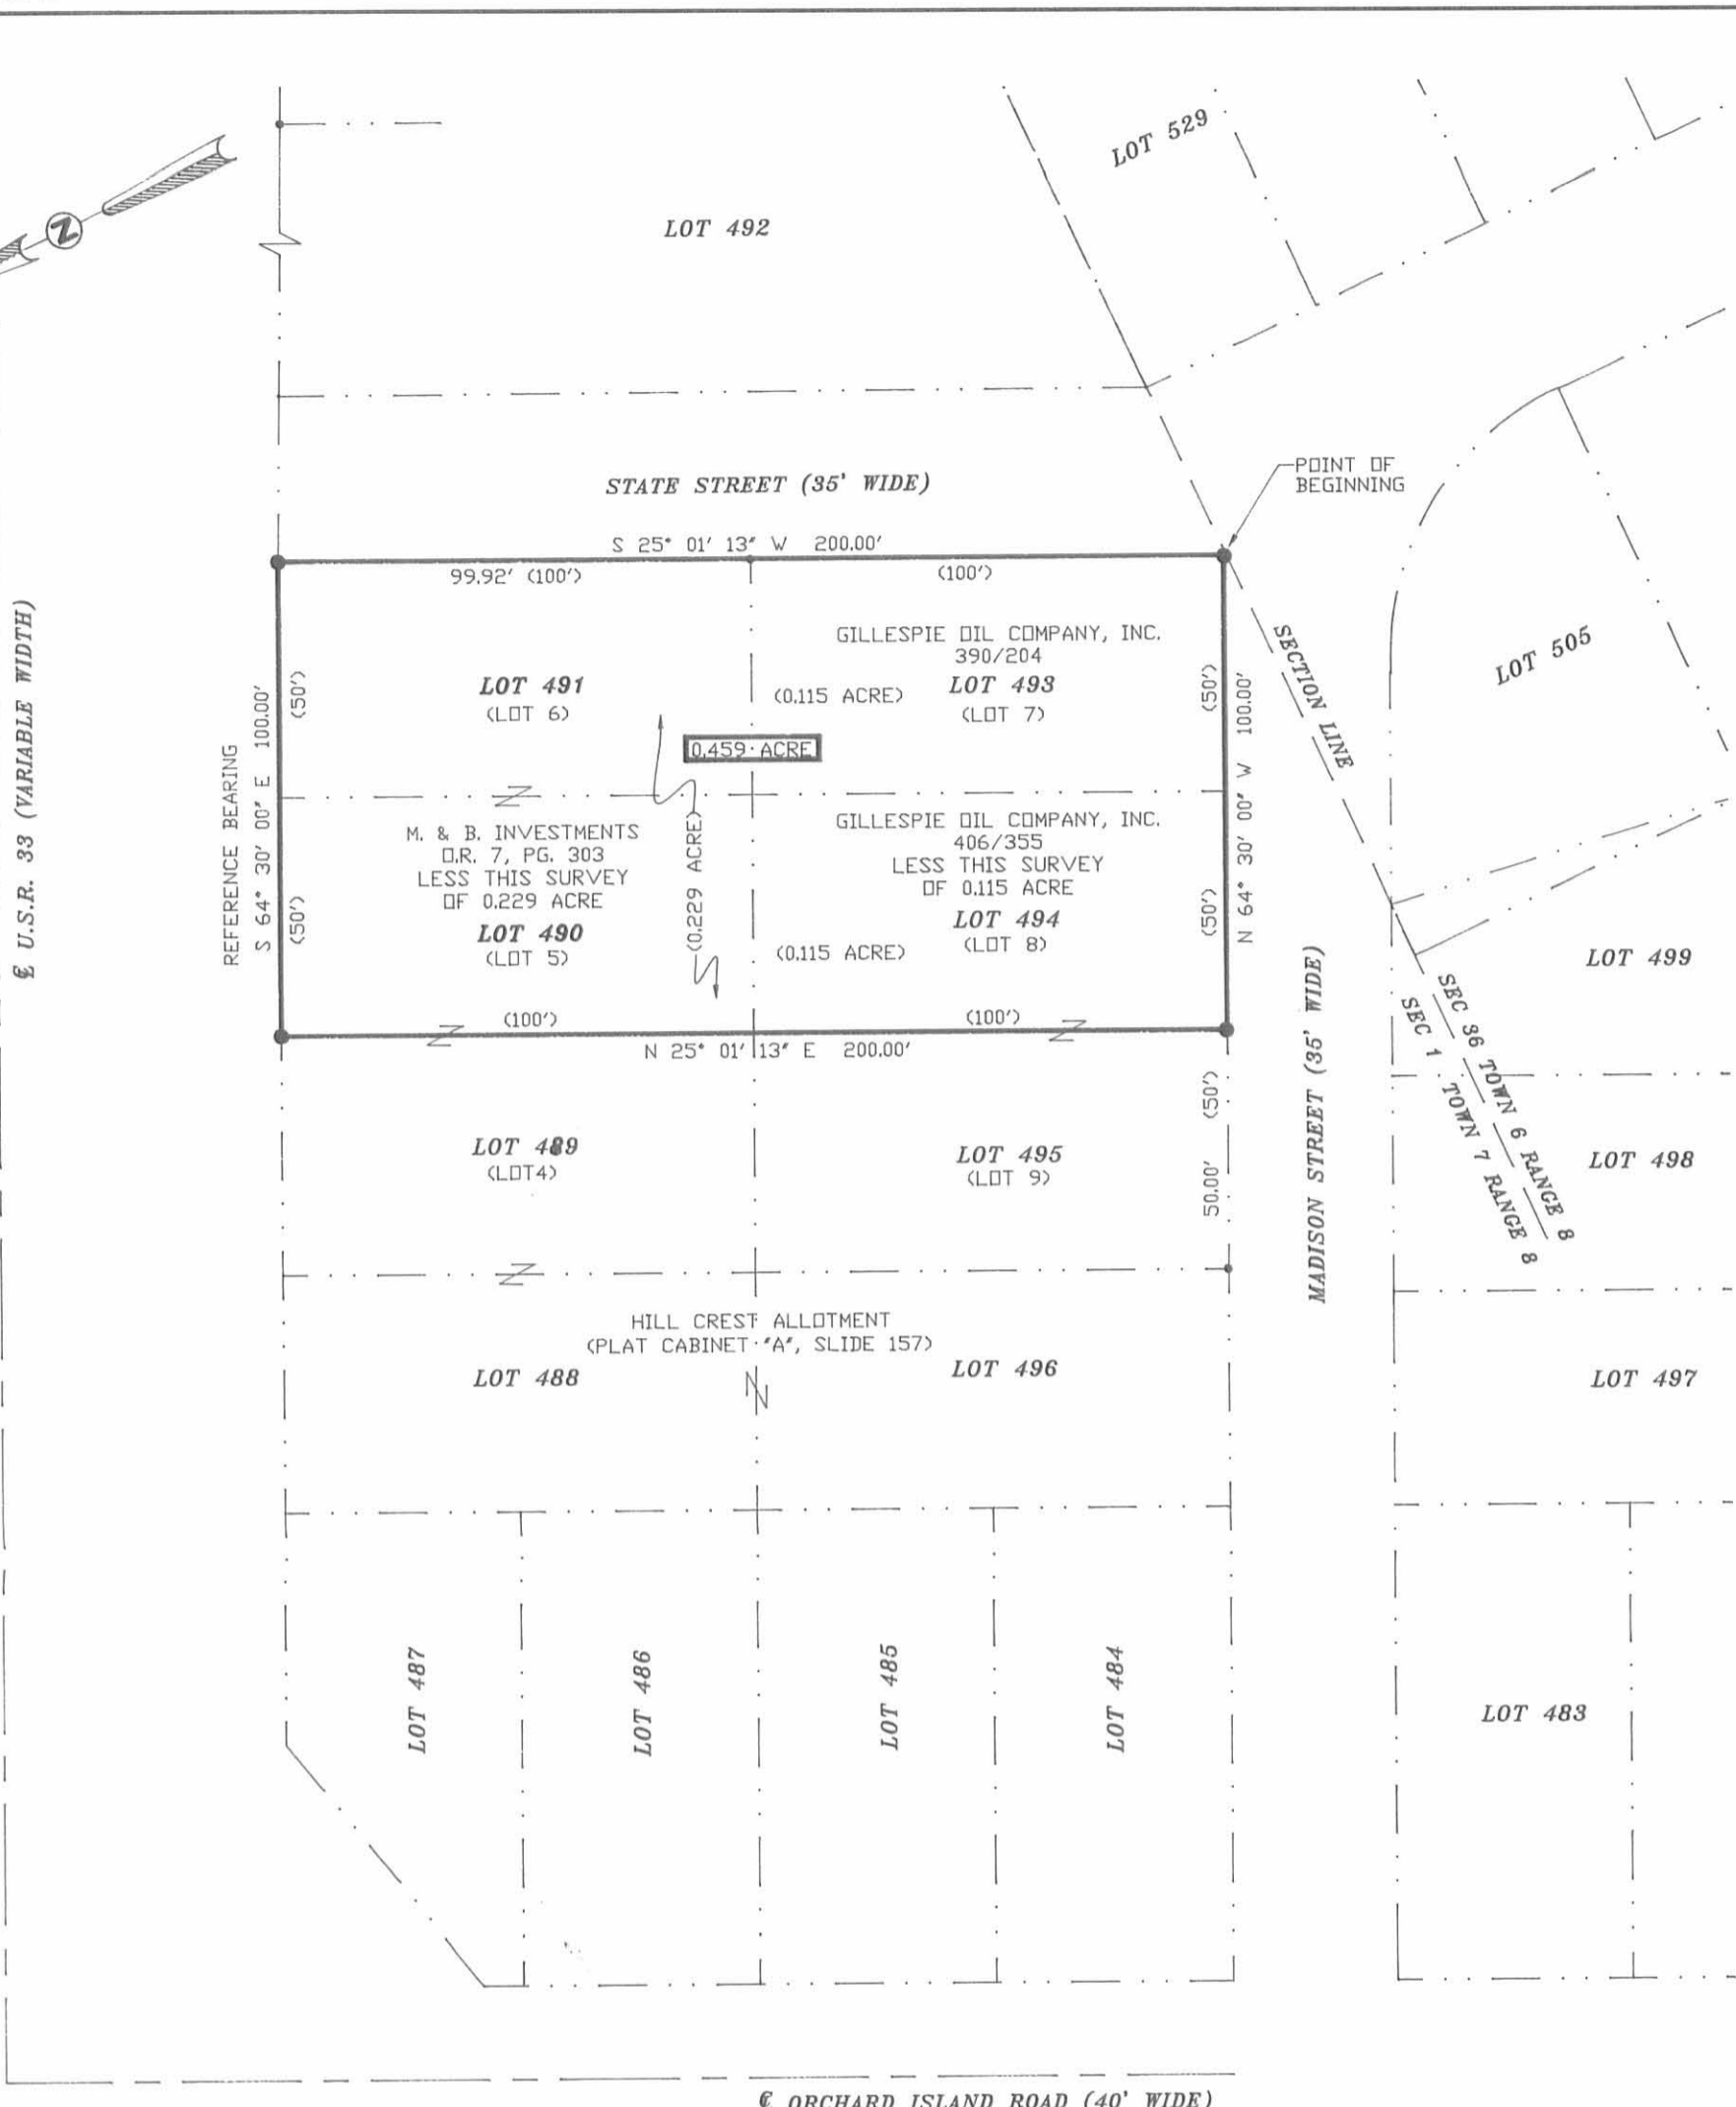 LOT 529
Z
LOT 492
STATE STREET (35' WIDE)
POINT OF
BEGINNING
S 25° 01' 13" W 200.00'
99.92' (100')
(100')
℄ U.S.R. 33 (VARIABLE WIDTH)
REFERENCE BEARING
S 64° 30' 00" E 100.00'
(50')
(50')
LOT 491
(LOT 6)
GILLESPIE OIL COMPANY, INC.
390/204
(0.115 ACRE)
LOT 493
(LOT 7)
(50')
(50')
N 64° 30' 00" W 100.00'
SECTION LINE
LOT 505
0.459 ACRE
(0.229 ACRE)
M. & B. INVESTMENTS
O.R. 7, PG. 303
LESS THIS SURVEY
OF 0.229 ACRE
LOT 490
(LOT 5)
GILLESPIE OIL COMPANY, INC.
406/355
LESS THIS SURVEY
OF 0.115 ACRE
LOT 494
(0.115 ACRE)
(LOT 8)
(100')
(100')
N 25° 01' 13" E 200.00'
LOT 499
SEC 36 TOWN 6 RANGE 8
SEC 1 TOWN 7 RANGE 8
MADISON STREET (35' WIDE)
LOT 489
(LOT4)
LOT 495
(LOT 9)
50.00' (50')
LOT 498
HILL CREST ALLOTMENT
(PLAT CABINET "A", SLIDE 157)
LOT 488
LOT 496
LOT 497
LOT 487
LOT 486
LOT 485
LOT 484
LOT 483
℄ ORCHARD ISLAND ROAD (40' WIDE)